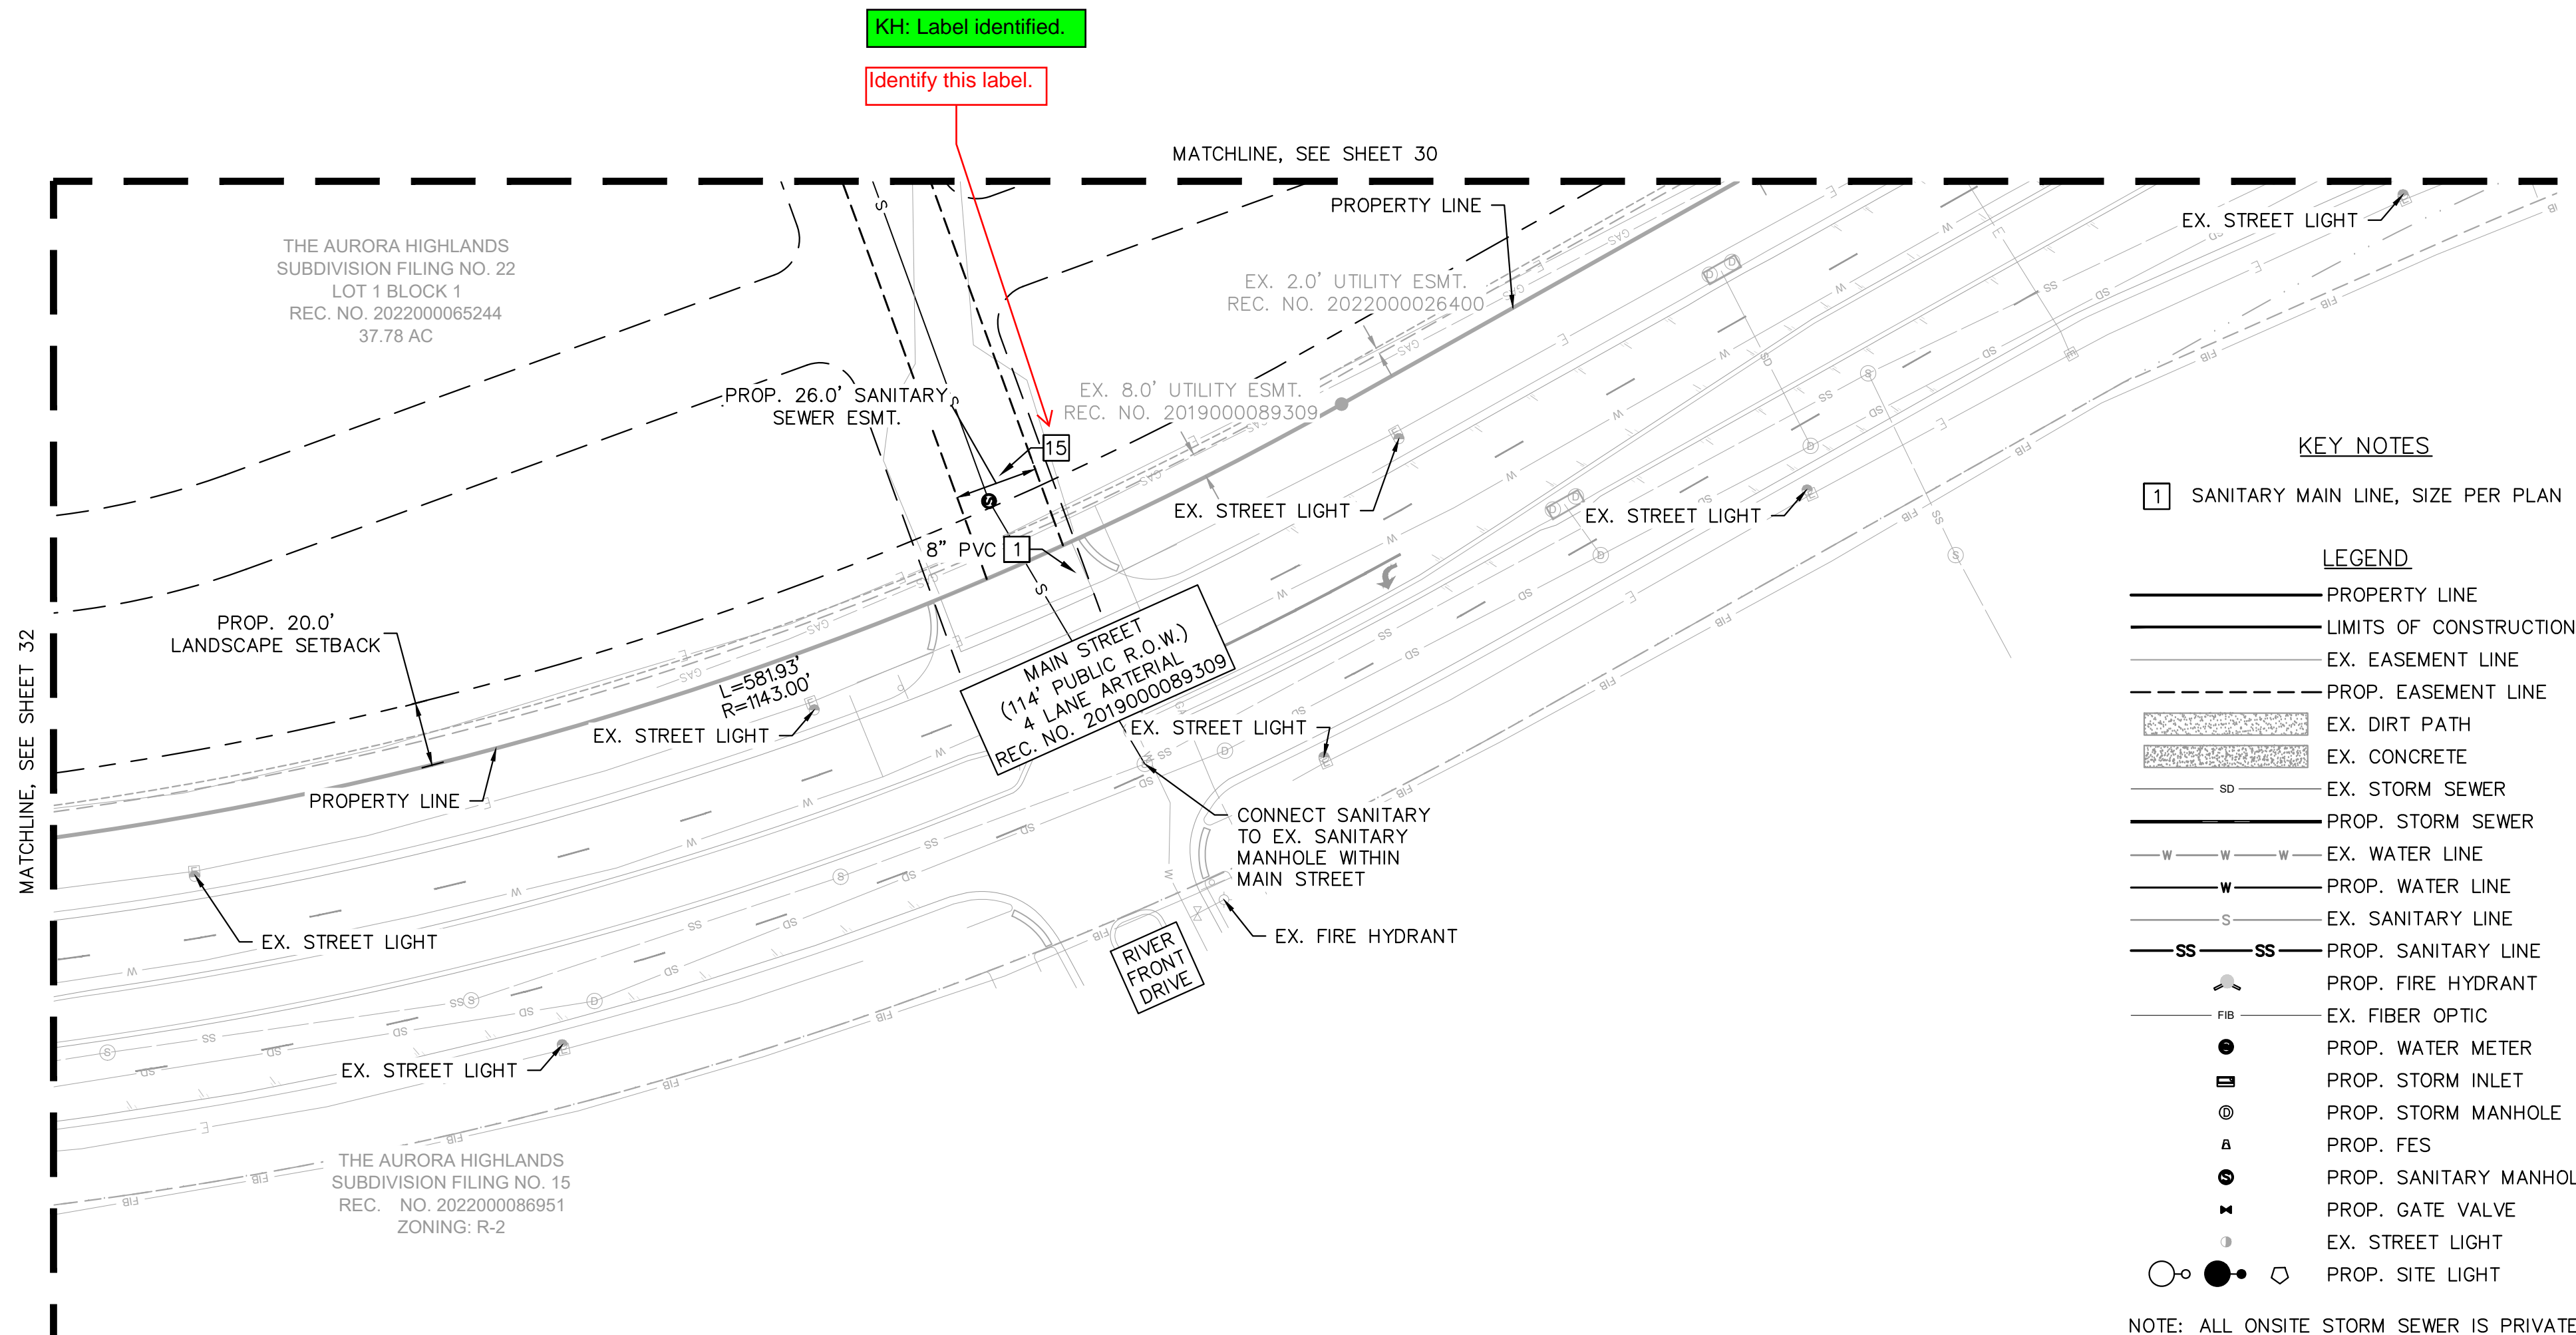 KH: Label identified.
Identify this label.
MATCHLINE, SEE SHEET 30
PROPERTY LINE
EX. STREET LIGHT
THE AURORA HIGHLANDS
SUBDIVISION FILING NO. 22
LOT 1 BLOCK 1
REC. NO. 2022000065244
37.78 AC
EX. 2.0' UTILITY ESMT.
REC. NO. 2022000026400
PROP. 26.0' SANITARY
SEWER ESMT.
EX. 8.0' UTILITY ESMT.
REC. NO. 2019000089309
15
EX. STREET LIGHT
EX. STREET LIGHT
8" PVC 1
PROP. 20.0'
LANDSCAPE SETBACK
MATCHLINE, SEE SHEET 32
L=581.93'
R=1143.00'
EX. STREET LIGHT
MAIN STREET
(114' PUBLIC R.O.W.)
4 LANE ARTERIAL
REC. NO. 2019000089309
EX. STREET LIGHT
PROPERTY LINE
CONNECT SANITARY
TO EX. SANITARY
MANHOLE WITHIN
MAIN STREET
EX. STREET LIGHT
EX. FIRE HYDRANT
RIVER
FRONT
DRIVE
EX. STREET LIGHT
THE AURORA HIGHLANDS
SUBDIVISION FILING NO. 15
REC. NO. 2022000086951
ZONING: R-2
KEY NOTES
1 SANITARY MAIN LINE, SIZE PER PLAN
LEGEND
PROPERTY LINE
LIMITS OF CONSTRUCTION
EX. EASEMENT LINE
PROP. EASEMENT LINE
EX. DIRT PATH
EX. CONCRETE
SD EX. STORM SEWER
PROP. STORM SEWER
W W W EX. WATER LINE
W PROP. WATER LINE
S EX. SANITARY LINE
SS SS PROP. SANITARY LINE
PROP. FIRE HYDRANT
FIB EX. FIBER OPTIC
PROP. WATER METER
PROP. STORM INLET
D PROP. STORM MANHOLE
PROP. FES
S PROP. SANITARY MANHOL
PROP. GATE VALVE
EX. STREET LIGHT
PROP. SITE LIGHT
NOTE: ALL ONSITE STORM SEWER IS PRIVATE